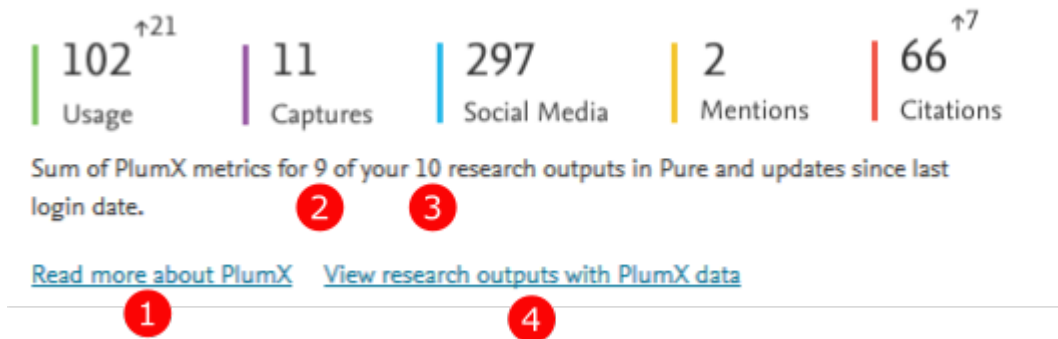 102 ↑21 11 297 2 66 ↑7
Usage Captures Social Media Mentions Citations
Sum of PlumX metrics for 9 of your 10 research outputs in Pure and updates since last
login date.
2 3
Read more about PlumX View research outputs with PlumX data
1 4